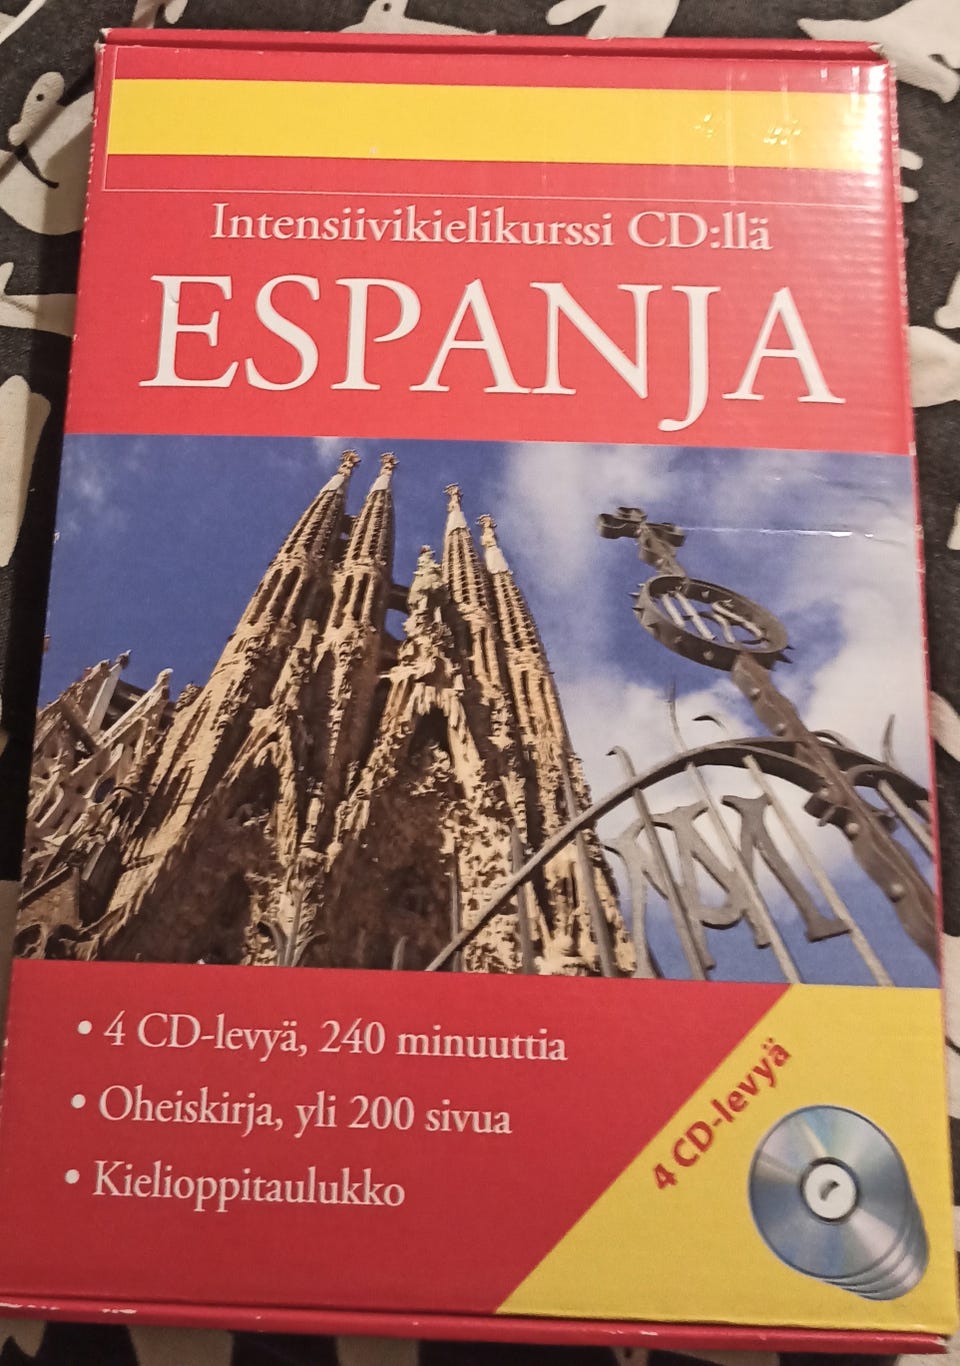 Intensiivikielikurssi CD:llä
ESPANJA
• 4 CD-levyä, 240 minuuttia
• Oheiskirja, yli 200 sivua
• Kielioppitaulukko
4 CD-levyä